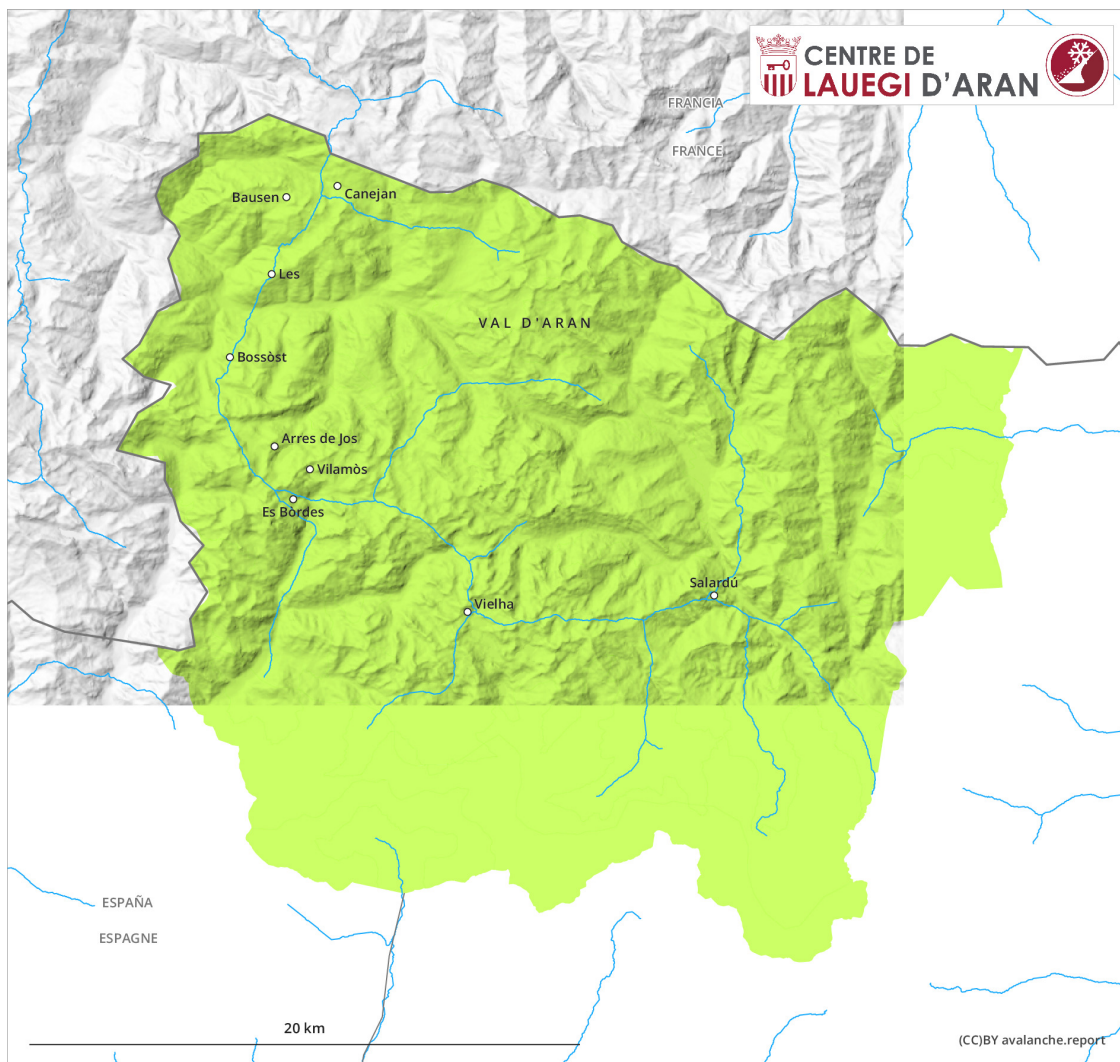 CENTRE DE
LAUEGI D'ARAN
FRANCIA
FRANCE
Bausen
Canejan
Les
VAL D'ARAN
Bossòst
Arres de Jos
Vilamòs
Es Bòrdes
Salardú
Vielha
ESPAÑA
ESPAGNE
20 km
(CC)BY avalanche.report